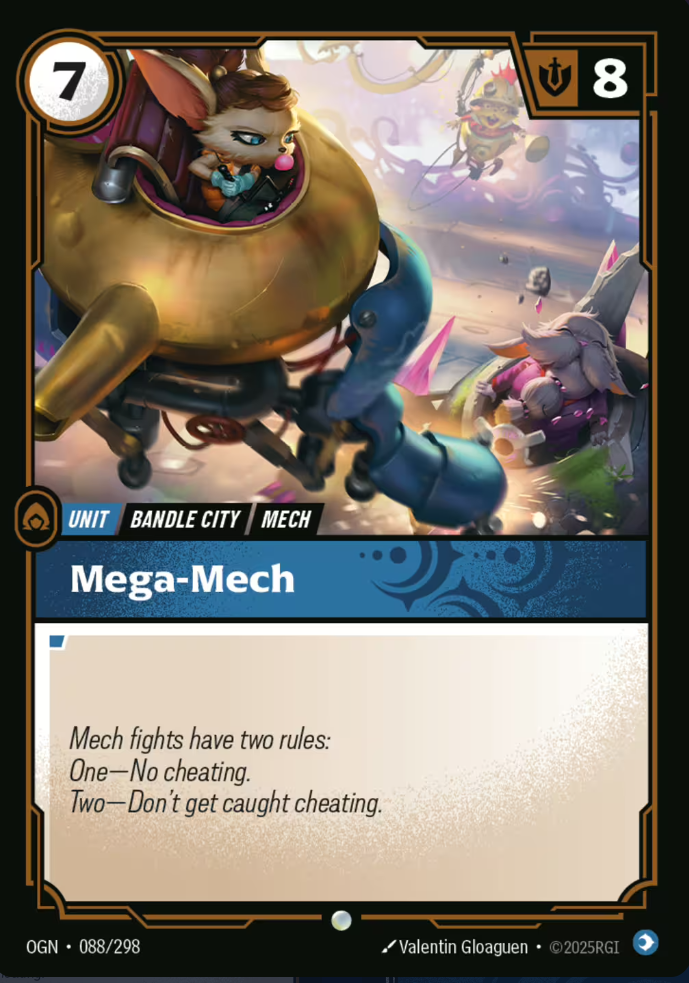 7
8
UNIT BANDLE CITY MECH
Mega-Mech
Mech fights have two rules:
One—No cheating.
Two—Don't get caught cheating.
OGN • 088/298 Valentin Gloaguen • ©2025RGI